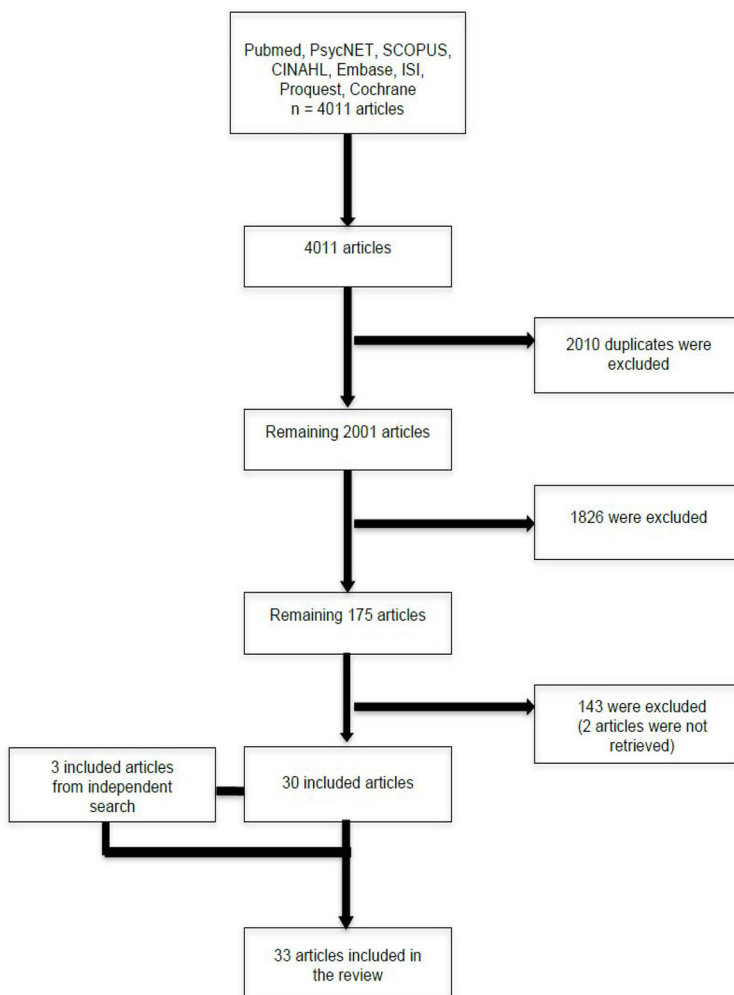 Pubmed, PsycNET, SCOPUS,
CINAHL, Embase, ISI,
Proquest, Cochrane
n = 4011 articles
4011 articles
2010 duplicates were
excluded
Remaining 2001 articles
1826 were excluded
Remaining 175 articles
143 were excluded
(2 articles were not
retrieved)
3 included articles
from independent
search
30 included articles
33 articles included in
the review